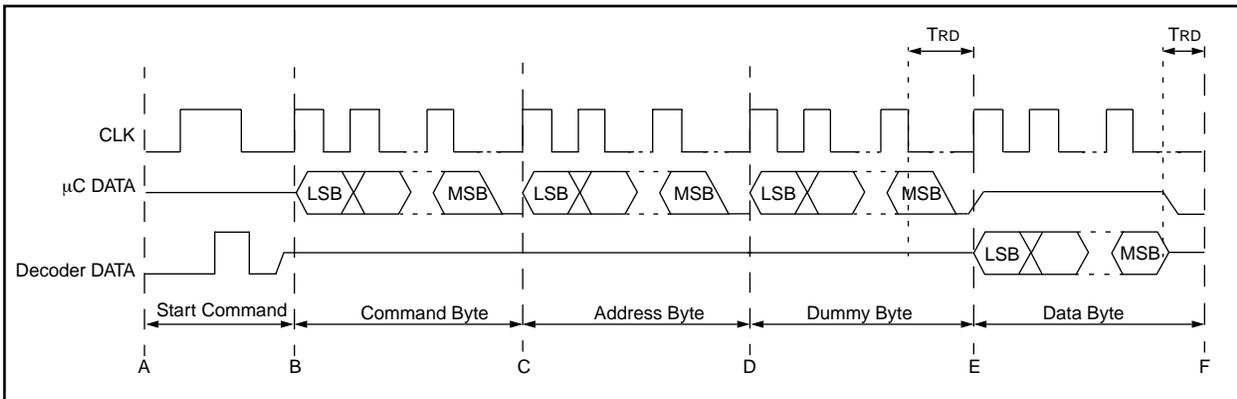 TRD TRD
CLK
μC DATA LSB MSB LSB MSB LSB MSB
Decoder DATA LSB MSB
Start Command Command Byte Address Byte Dummy Byte Data Byte
A B C D E F